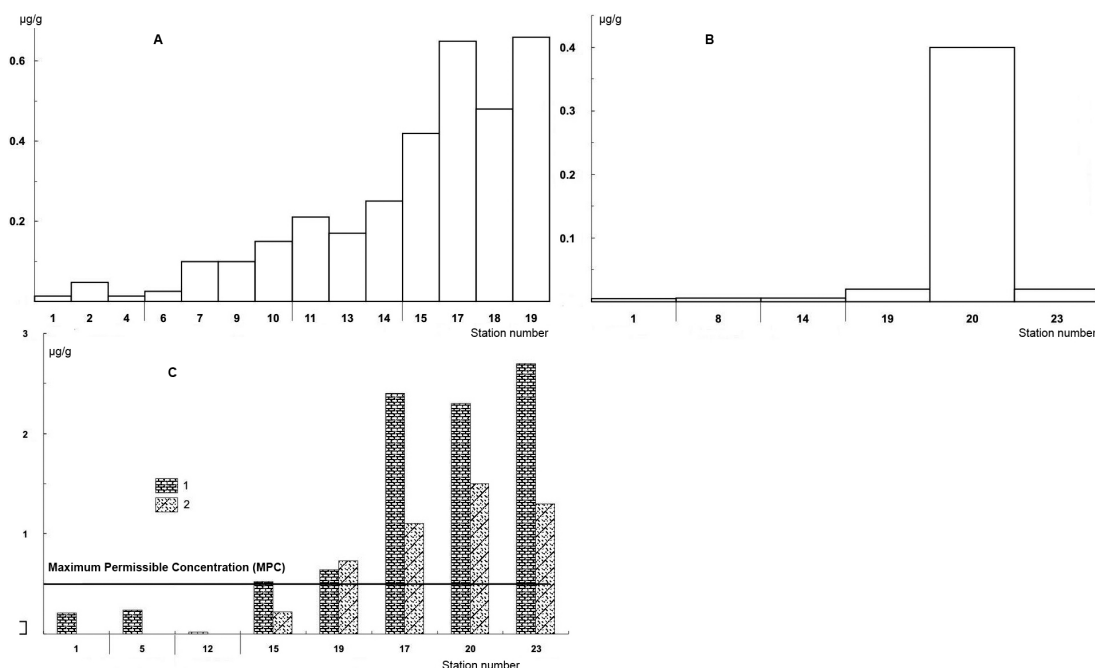 µg/g
A
0.6
0.4
0.2
1 2 4 6 7 9 10 11 13 14 15 17 18 19
Station number
µg/g
B
0.4
0.3
0.2
0.1
1 8 14 19 20 23
Station number
3
µg/g
C
2
1
2
1
Maximum Permissible Concentration (MPC)
1 5 12 15 19 17 20 23
Station number